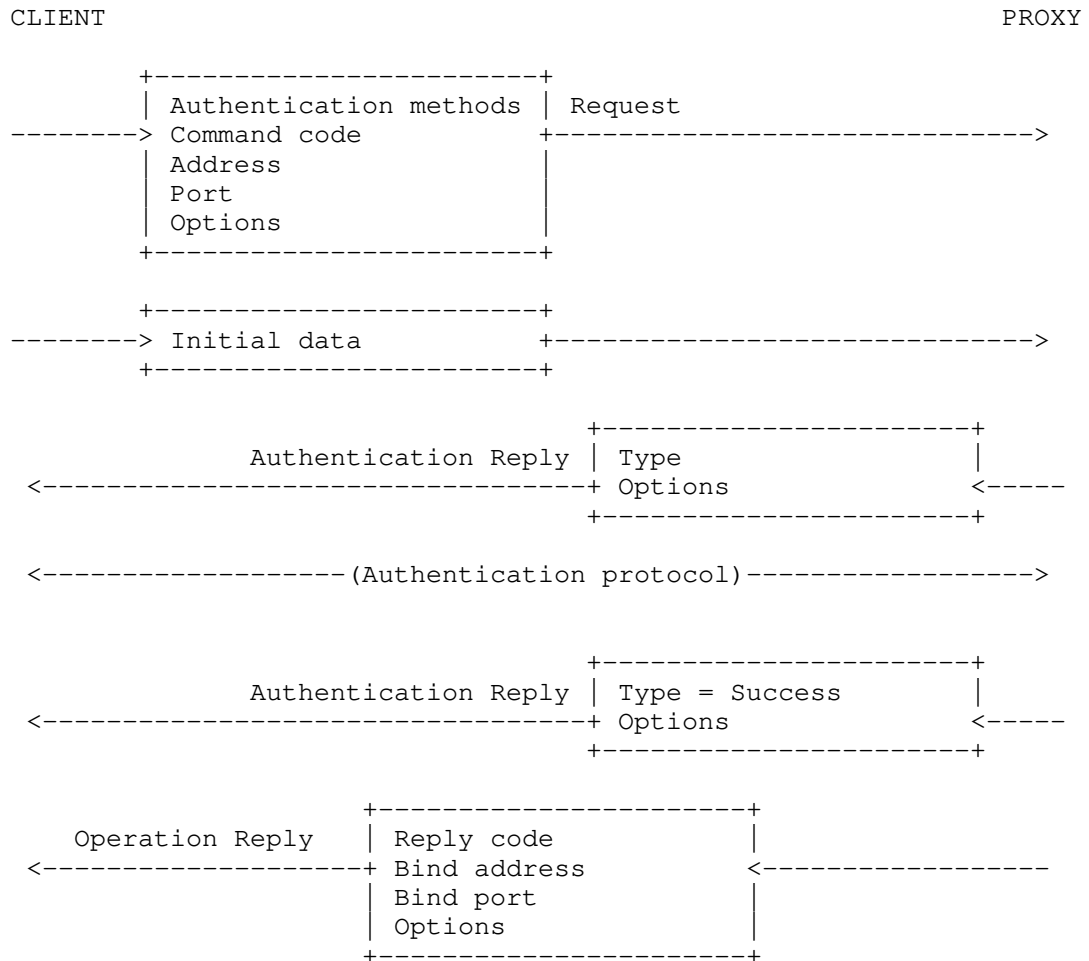 CLIENT PROXY
Authentication methods Request
Command code
Address
Port
Options
Initial data
Authentication Reply Type
Options
(Authentication protocol)
Authentication Reply Type = Success
Options
Operation Reply Reply code
Bind address
Bind port
Options